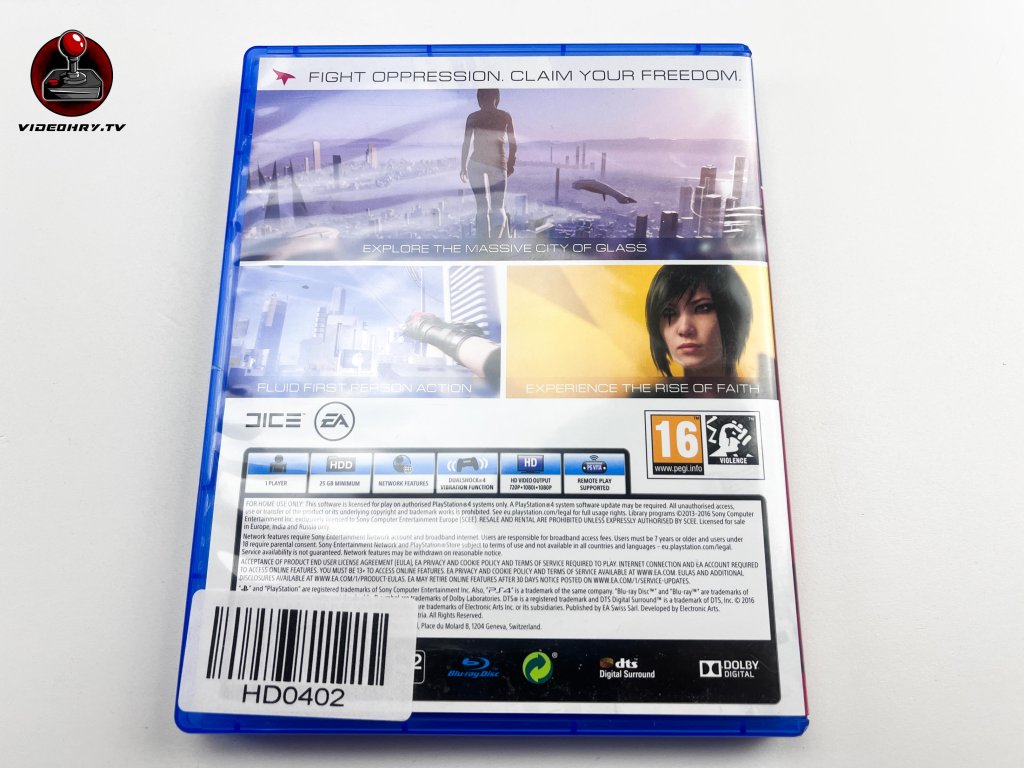 VIDEOHRY.TV
FIGHT OPPRESSION. CLAIM YOUR FREEDOM.
EXPLORE THE MASSIVE CITY OF GLASS
FLUID FIRST PERSON ACTION
EXPERIENCE THE RISE OF FAITH
DICE
EA
16
www.pegi.info
VIOLENCE
1 PLAYER
HDD
25 GB MINIMUM
NETWORK FEATURES
DUALSHOCK®4
VIBRATION FUNCTION
HD
HD VIDEO OUTPUT
720P•1080i•1080P
PS VITA
REMOTE PLAY
SUPPORTED
FOR HOME USE ONLY: This software is licensed for play on authorised PlayStation®4 systems only. A PlayStation®4 system software update may be required. All unauthorised access,
use or transfer of the product or its underlying copyright and trademark works is prohibited. See eu.playstation.com/legal for full usage rights. Library programs ©2013-2016 Sony Computer
Entertainment Inc. exclusively licensed to Sony Computer Entertainment Europe (SCEE). RESALE AND RENTAL ARE PROHIBITED UNLESS EXPRESSLY AUTHORISED BY SCEE. Licensed for sale
in Europe, India and Russia only.
Network features require Sony Entertainment Network account and broadband internet. Users are responsible for broadband access fees. Users must be 7 years or older and users under
18 require parental consent. Sony Entertainment Network and PlayStation®Store subject to terms of use and not available in all countries and languages – eu.playstation.com/legal.
Service availability is not guaranteed. Network features may be withdrawn on reasonable notice.
ACCEPTANCE OF PRODUCT END USER LICENSE AGREEMENT (EULA), EA PRIVACY AND COOKIE POLICY AND TERMS OF SERVICE REQUIRED TO PLAY. INTERNET CONNECTION AND EA ACCOUNT REQUIRED
TO ACCESS ONLINE FEATURES. YOU MUST BE 13+ TO ACCESS ONLINE FEATURES. EA PRIVACY AND COOKIE POLICY AND TERMS OF SERVICE AVAILABLE AT WWW.EA.COM. EULAS AND ADDITIONAL
DISCLOSURES AVAILABLE AT WWW.EA.COM/1/PRODUCT-EULAS. EA MAY RETIRE ONLINE FEATURES AFTER 30 DAYS NOTICE POSTED ON WWW.EA.COM/1/SERVICE-UPDATES.
and "PlayStation" are registered trademarks of Sony Computer Entertainment Inc. Also, "PS4" is a trademark of the same company. "Blu-ray Disc™" and "Blu-ray™" are trademarks of
symbol are trademarks of Dolby Laboratories. DTS® is a registered trademark and DTS Digital Surround™ is a trademark of DTS, Inc. © 2016
are trademarks of Electronic Arts Inc. or its subsidiaries. Published by EA Swiss Sàrl. Developed by Electronic Arts.
All Rights Reserved.
Place du Molard 8, 1204 Geneva, Switzerland.
HD0402
2
Blu-ray Disc
dts
Digital Surround
DOLBY
DIGITAL